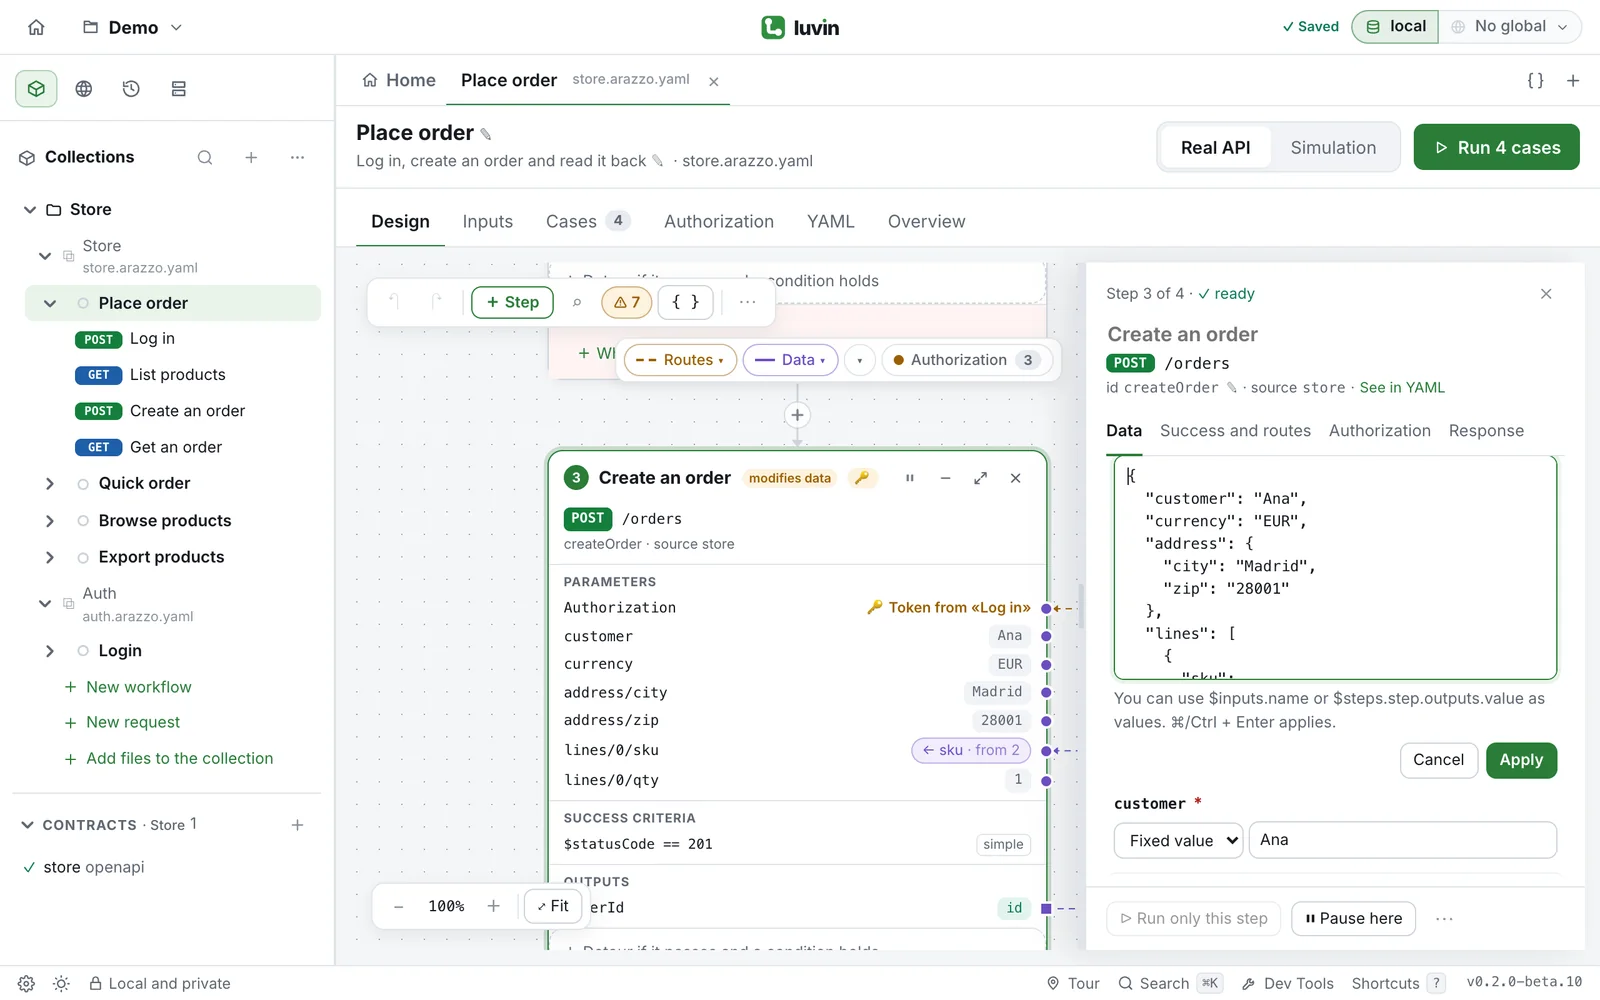 Demo
luvin
Saved
local
No global
Home
Place order store.arazzo.yaml
Collections
Store
Store
store.arazzo.yaml
Place order
POST Log in
GET List products
POST Create an order
GET Get an order
Quick order
Browse products
Export products
Auth
auth.arazzo.yaml
Login
+ New workflow
+ New request
+ Add files to the collection
CONTRACTS · Store 1
store openapi
Place order
Log in, create an order and read it back · store.arazzo.yaml
Real API
Simulation
Run 4 cases
Design
Inputs
Cases 4
Authorization
YAML
Overview
condition holds
+ Step
7
{ }
+ Wh
Routes
Data
Authorization 3
3 Create an order modifies data
POST /orders
createOrder · source store
PARAMETERS
Authorization Token from «Log in»
customer Ana
currency EUR
address/city Madrid
address/zip 28001
lines/0/sku ← sku · from 2
lines/0/qty 1
SUCCESS CRITERIA
$statusCode == 201 simple
OUTPUTS
erId id
100%
Fit
Step 3 of 4 · ready
Create an order
POST /orders
id createOrder · source store · See in YAML
Data
Success and routes
Authorization
Response
{
"customer": "Ana",
"currency": "EUR",
"address": {
"city": "Madrid",
"zip": "28001"
},
"lines": [
{
"sku":
You can use $inputs.name or $steps.step.outputs.value as
values. ⌘/Ctrl + Enter applies.
Cancel
Apply
customer *
Fixed value
Ana
Run only this step
Pause here
Local and private
Tour
Search ⌘K
Dev Tools
Shortcuts ?
v0.2.0-beta.10